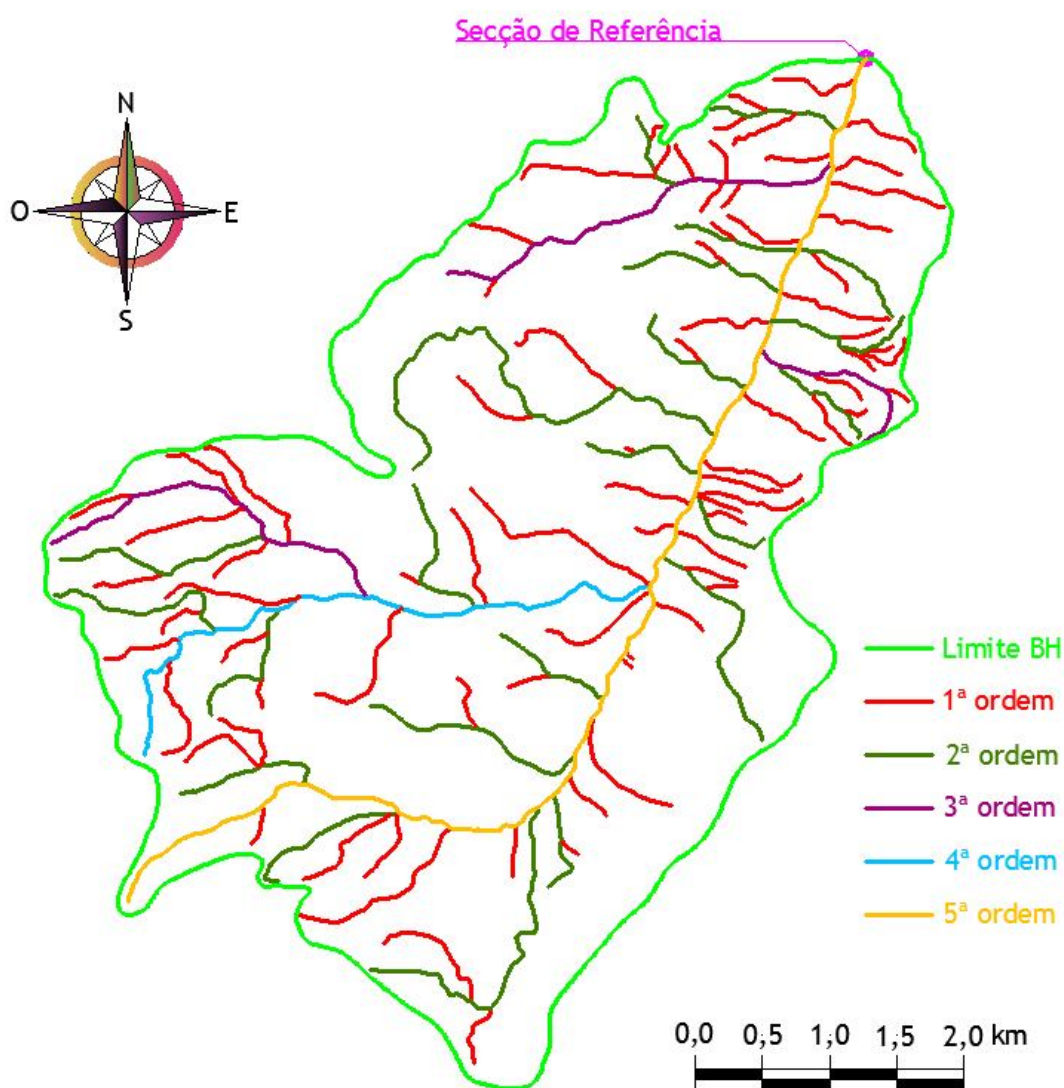 Secção de Referência
N
O
E
S
Limite BH
1ª ordem
2ª ordem
3ª ordem
4ª ordem
5ª ordem
0,0 0,5 1,0 1,5 2,0 km